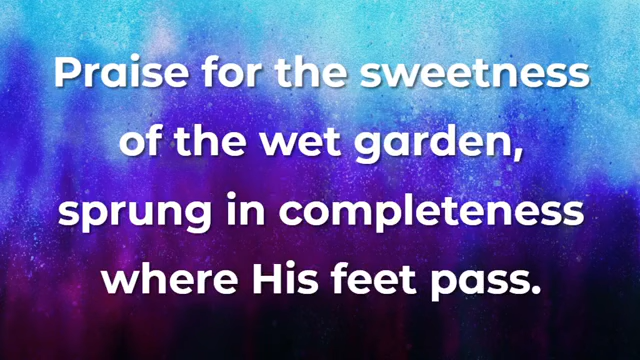 Praise for the sweetness
of the wet garden,
sprung in completeness
where His feet pass.